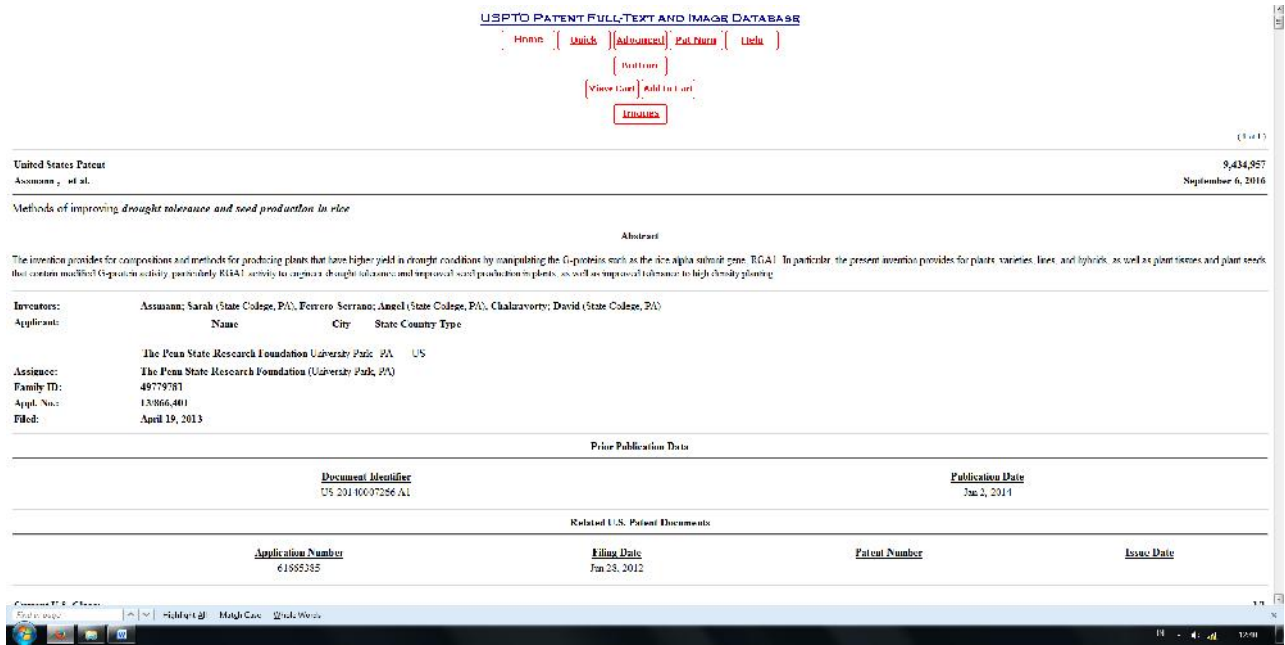 USPTO PATENT FULL-TEXT AND IMAGE DATABASE
Home Quick Advanced Pat Num Help
Bottom
View Cart Add to Cart
Images
United States Patent 9,434,957
Assmann , et al. September 6, 2016
Methods of improving drought tolerance and seed production in rice
Abstract
The invention provides for compositions and methods for producing plants that have higher yield in drought conditions by manipulating the G-proteins such as the rice alpha subunit gene, RGA1. In particular, the present invention provides for plants, varieties, lines, and hybrids, as well as plant tissues and plant seeds
that contain modified G-protein activity, particularly RGA1 activity to engineer drought tolerance and improved seed production in plants, as well as improved tolerance to high density planting.
Inventors: Assmann; Sarah (State College, PA), Ferrero-Serrano; Angel (State College, PA), Chakravorty; David (State College, PA)
Applicant: Name City State Country Type
The Penn State Research Foundation University Park PA US
Assignee: The Penn State Research Foundation (University Park, PA)
Family ID: 49779781
Appl. No.: 13/866,401
Filed: April 19, 2013
Prior Publication Data
Document Identifier Publication Date
US 20140007266 A1 Jan 2, 2014
Related U.S. Patent Documents
Application Number Filing Date Patent Number Issue Date
61665385 Jun 28, 2012
Find in page Highlight All Match Case Whole Words
IN